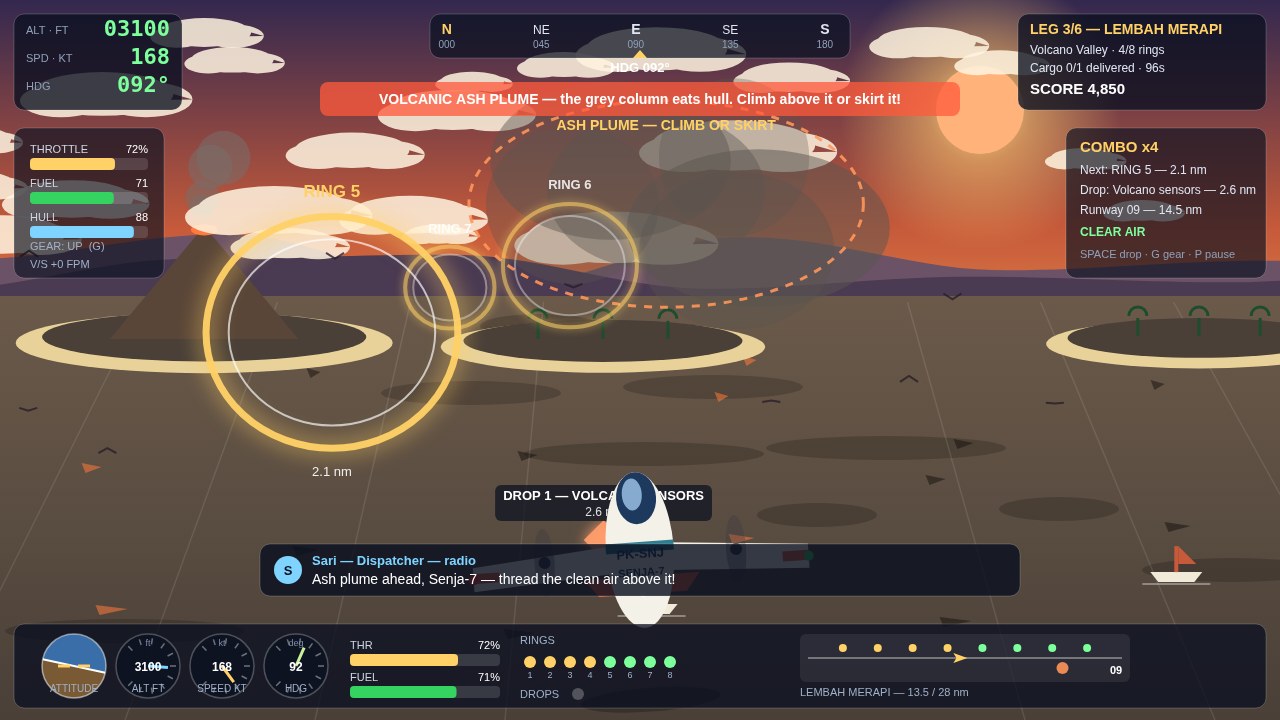 ALT · FT 03100
SPD · KT 168
HDG 092°
N NE E SE S
000 045 090 135 180
HDG 092°
LEG 3/6 — LEMBAH MERAPI
Volcano Valley · 4/8 rings
Cargo 0/1 delivered · 96s
SCORE 4,850
VOLCANIC ASH PLUME — the grey column eats hull. Climb above it or skirt it!
ASH PLUME — CLIMB OR SKIRT
THROTTLE 72%
FUEL 71
HULL 88
GEAR: UP (G)
V/S +0 FPM
COMBO x4
Next: RING 5 — 2.1 nm
Drop: Volcano sensors — 2.6 nm
Runway 09 — 14.5 nm
CLEAR AIR
SPACE drop · G gear · P pause
RING 5
RING 6
RING 7
2.1 nm
DROP 1 —
2.6
PK-SNJ
SENJA-7
S
Sari — Dispatcher — radio
Ash plume ahead, Senja-7 — thread the clean air above it!
ft kt deg
3100 168 92
ATTITUDE ALT FT SPEED KT HDG
THR 72%
FUEL 71%
RINGS
1 2 3 4 5 6 7 8
DROPS
09
LEMBAH MERAPI — 13.5 / 28 nm